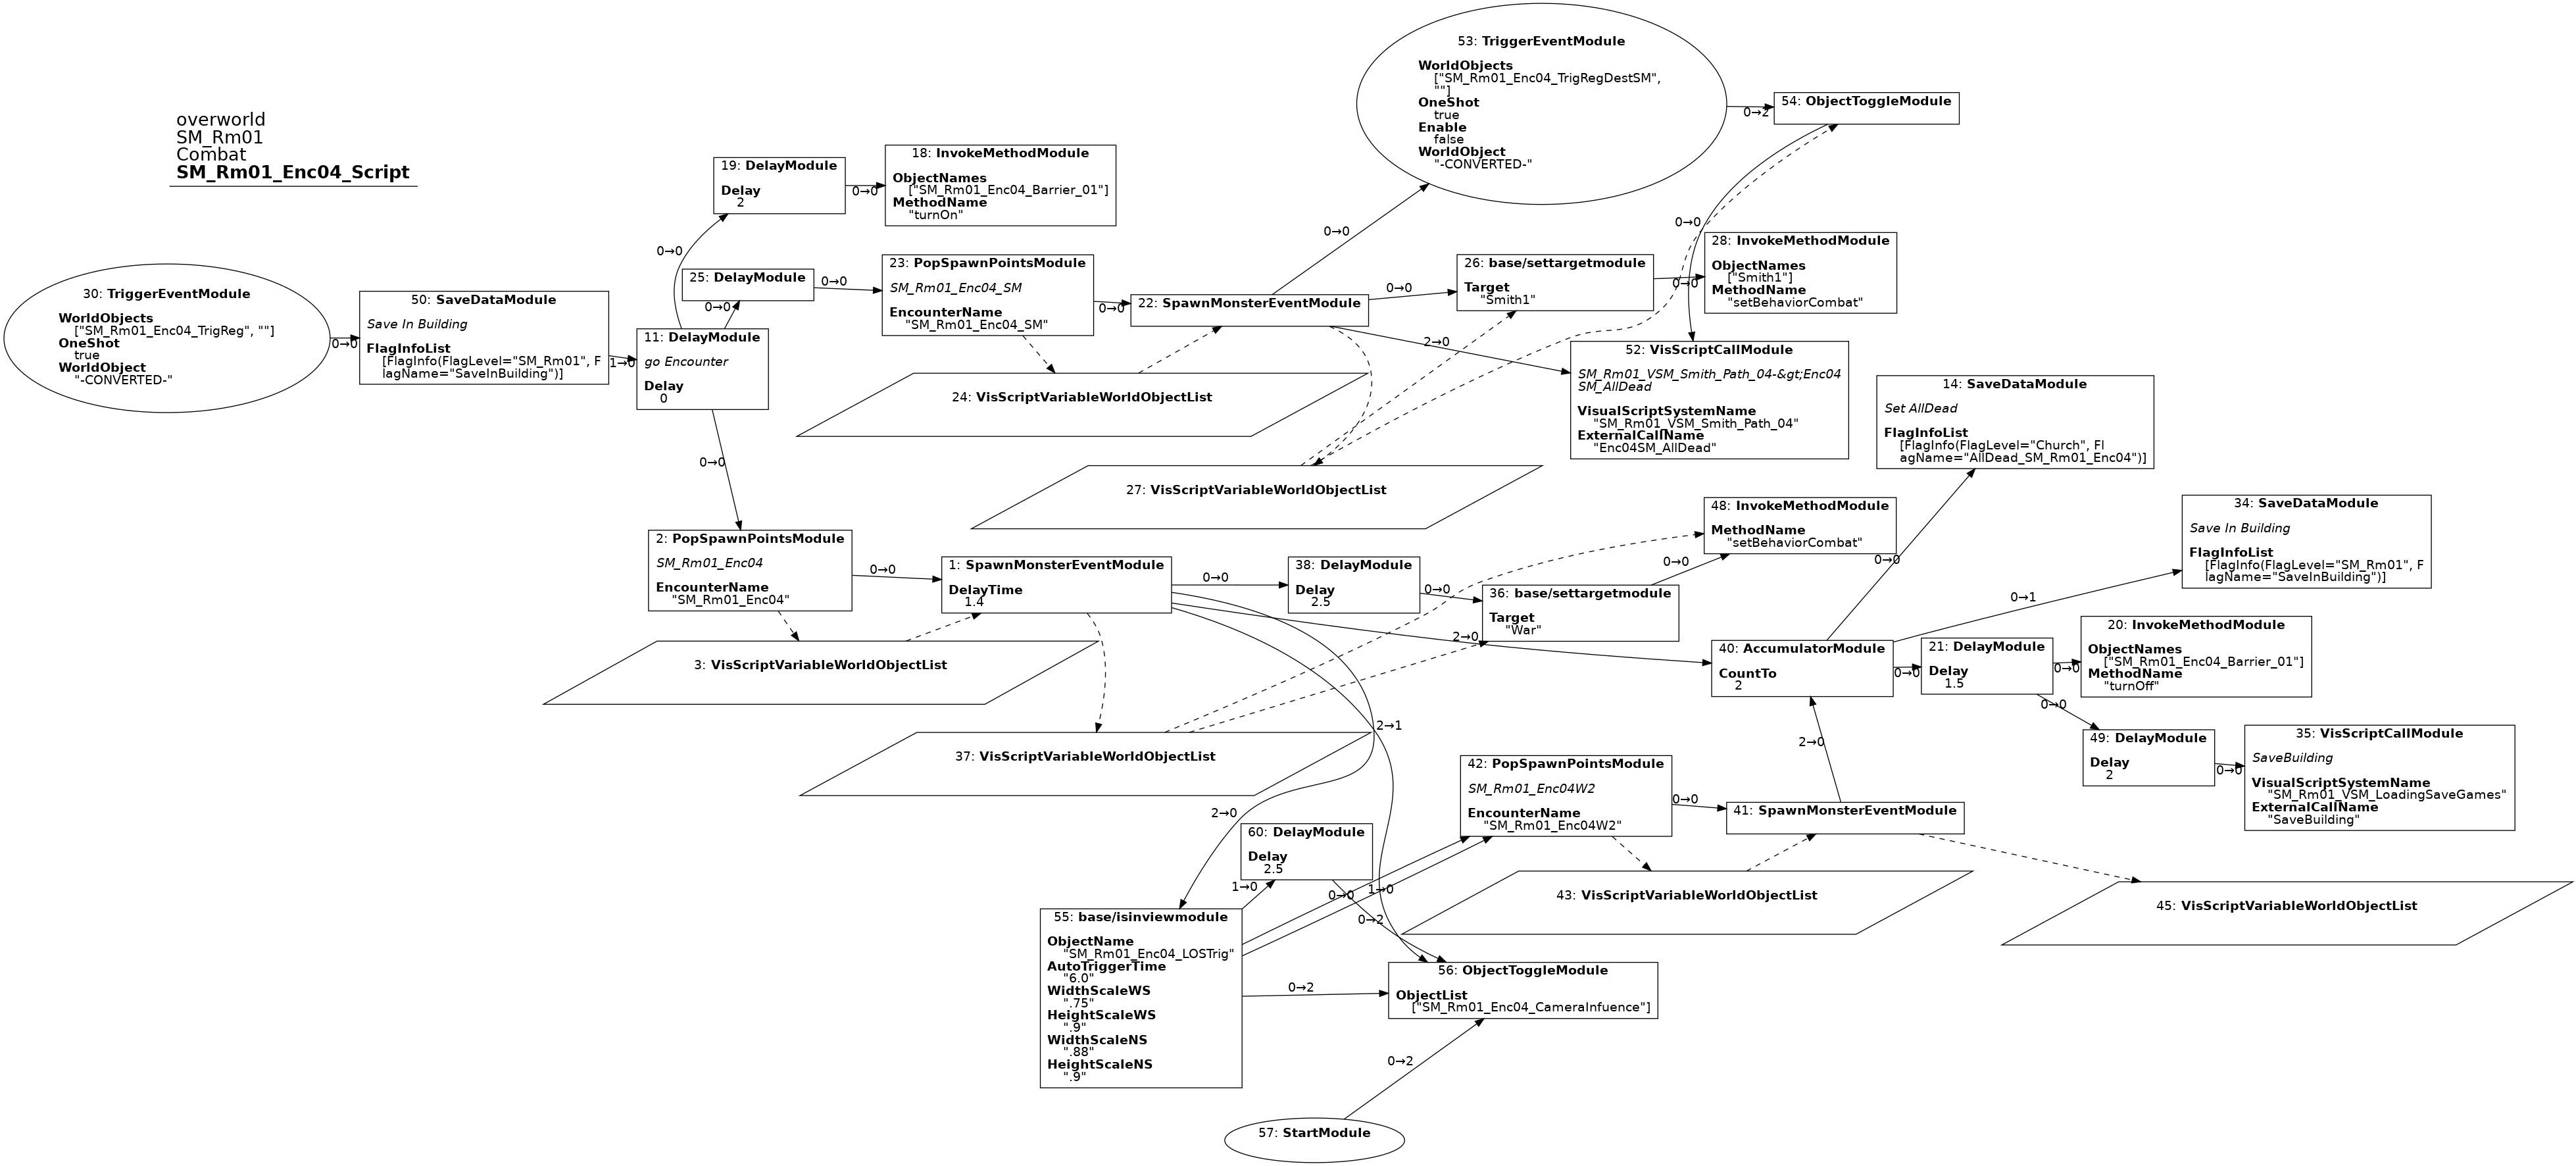 overworld
SM_Rm01
Combat
SM_Rm01_Enc04_Script
30: TriggerEventModule
WorldObjects
["SM_Rm01_Enc04_TrigReg", ""]
OneShot
true
WorldObject
"-CONVERTED-"
0→0
50: SaveDataModule
Save In Building
FlagInfoList
[FlagInfo(FlagLevel="SM_Rm01", F
lagName="SaveInBuilding")]
1→0
11: DelayModule
go Encounter
Delay
0
0→0
0→0
0→0
19: DelayModule
Delay
2
0→0
18: InvokeMethodModule
ObjectNames
["SM_Rm01_Enc04_Barrier_01"]
MethodName
"turnOn"
25: DelayModule
0→0
23: PopSpawnPointsModule
SM_Rm01_Enc04_SM
EncounterName
"SM_Rm01_Enc04_SM"
0→0
22: SpawnMonsterEventModule
0→0
0→0
2→0
24: VisScriptVariableWorldObjectList
27: VisScriptVariableWorldObjectList
53: TriggerEventModule
WorldObjects
["SM_Rm01_Enc04_TrigRegDestSM",
""]
OneShot
true
Enable
false
WorldObject
"-CONVERTED-"
0→2
54: ObjectToggleModule
0→0
26: base/settargetmodule
Target
"Smith1"
0→0
28: InvokeMethodModule
ObjectNames
["Smith1"]
MethodName
"setBehaviorCombat"
52: VisScriptCallModule
SM_Rm01_VSM_Smith_Path_04-&gt;Enc04
SM_AllDead
VisualScriptSystemName
"SM_Rm01_VSM_Smith_Path_04"
ExternalCallName
"Enc04SM_AllDead"
14: SaveDataModule
Set AllDead
FlagInfoList
[FlagInfo(FlagLevel="Church", Fl
agName="AllDead_SM_Rm01_Enc04")]
34: SaveDataModule
Save In Building
FlagInfoList
[FlagInfo(FlagLevel="SM_Rm01", F
lagName="SaveInBuilding")]
2: PopSpawnPointsModule
SM_Rm01_Enc04
EncounterName
"SM_Rm01_Enc04"
0→0
1: SpawnMonsterEventModule
DelayTime
1.4
0→0
2→0
2→1
2→0
3: VisScriptVariableWorldObjectList
37: VisScriptVariableWorldObjectList
38: DelayModule
Delay
2.5
0→0
36: base/settargetmodule
Target
"War"
0→0
48: InvokeMethodModule
MethodName
"setBehaviorCombat"
40: AccumulatorModule
CountTo
2
0→0
0→1
0→0
21: DelayModule
Delay
1.5
0→0
0→0
20: InvokeMethodModule
ObjectNames
["SM_Rm01_Enc04_Barrier_01"]
MethodName
"turnOff"
49: DelayModule
Delay
2
0→0
35: VisScriptCallModule
SaveBuilding
VisualScriptSystemName
"SM_Rm01_VSM_LoadingSaveGames"
ExternalCallName
"SaveBuilding"
42: PopSpawnPointsModule
SM_Rm01_Enc04W2
EncounterName
"SM_Rm01_Enc04W2"
0→0
41: SpawnMonsterEventModule
2→0
43: VisScriptVariableWorldObjectList
45: VisScriptVariableWorldObjectList
60: DelayModule
Delay
2.5
0→2
55: base/isinviewmodule
ObjectName
"SM_Rm01_Enc04_LOSTrig"
AutoTriggerTime
"6.0"
WidthScaleWS
".75"
HeightScaleWS
".9"
WidthScaleNS
".88"
HeightScaleNS
".9"
1→0
0→0
1→0
0→2
56: ObjectToggleModule
ObjectList
["SM_Rm01_Enc04_CameraInfuence"]
0→2
57: StartModule